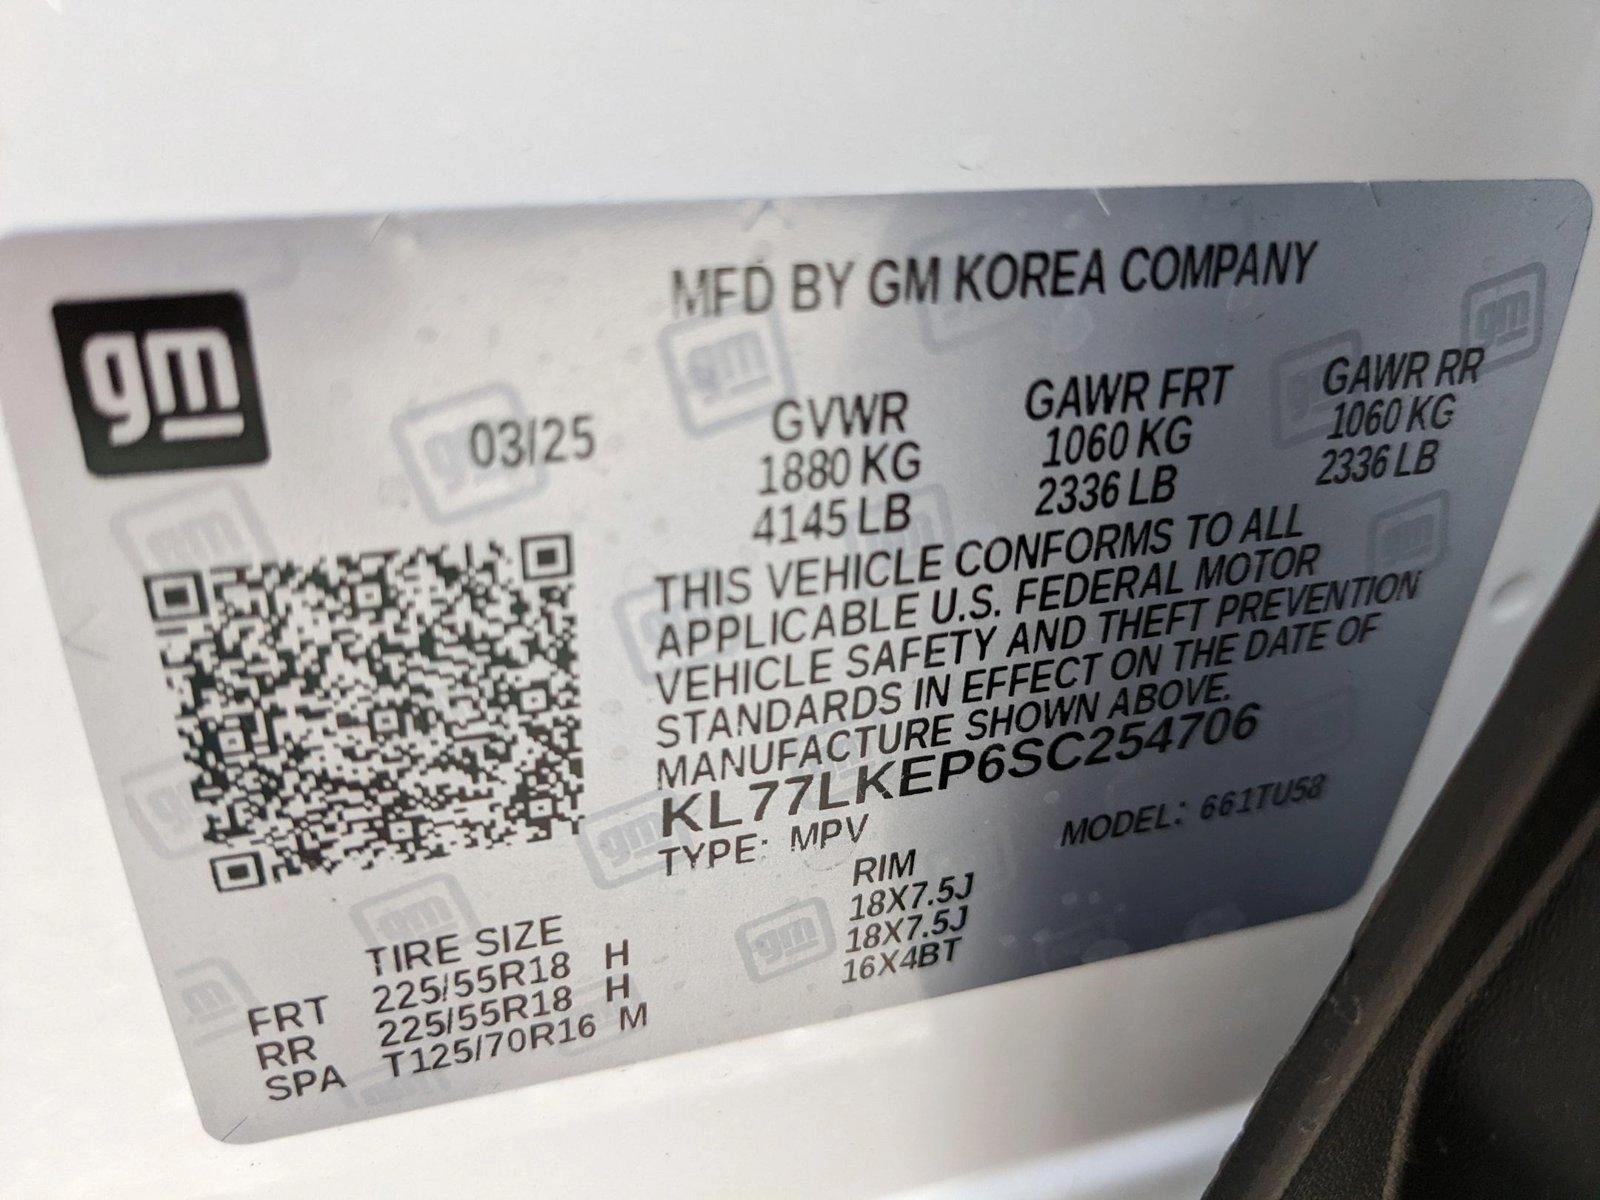 gm
MFD BY GM KOREA COMPANY
03/25
GVWR GAWR FRT GAWR RR
1880 KG 1060 KG 1060 KG
4145 LB 2336 LB 2336 LB
THIS VEHICLE CONFORMS TO ALL
APPLICABLE U.S. FEDERAL MOTOR
VEHICLE SAFETY AND THEFT PREVENTION
STANDARDS IN EFFECT ON THE DATE OF
MANUFACTURE SHOWN ABOVE.
KL77LKEP6SC254706
TYPE: MPV MODEL: 661TU58
TIRE SIZE RIM
FRT 225/55R18 H 18X7.5J
RR 225/55R18 H 18X7.5J
SPA T125/70R16 M 16X4BT